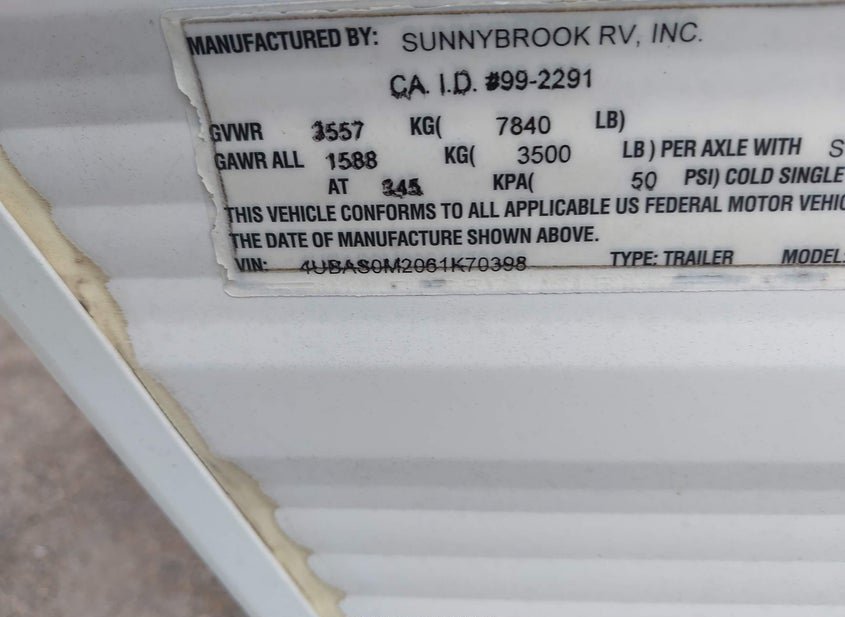 MANUFACTURED BY: SUNNYBROOK RV, INC.
CA. I.D. #99-2291
GVWR 3557 KG( 7840 LB)
GAWR ALL 1588 KG( 3500 LB ) PER AXLE WITH S
AT 345 KPA( 50 PSI) COLD SINGLE
THIS VEHICLE CONFORMS TO ALL APPLICABLE US FEDERAL MOTOR VEHIC
THE DATE OF MANUFACTURE SHOWN ABOVE.
VIN: 4UBAS0M2061K70398 TYPE: TRAILER MODEL: